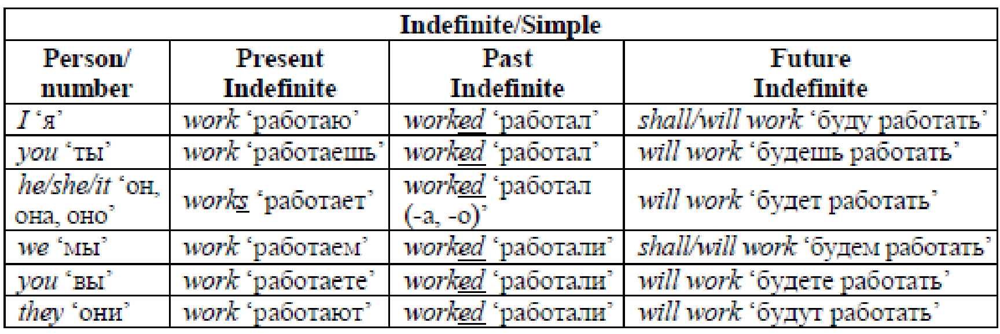 Indefinite/Simple
Person/ number Present Indefinite Past Indefinite Future Indefinite
I ‘я’ work ‘работаю’ worked ‘работал’ shall/will work ‘буду работать’
you ‘ты’ work ‘работаешь’ worked ‘работал’ will work ‘будешь работать’
he/she/it ‘он, она, оно’ works ‘работает’ worked ‘работал (-а, -о)’ will work ‘будет работать’
we ‘мы’ work ‘работаем’ worked ‘работали’ shall/will work ‘будем работать’
you ‘вы’ work ‘работаете’ worked ‘работали’ will work ‘будете работать’
they ‘они’ work ‘работают’ worked ‘работали’ will work ‘будут работать’